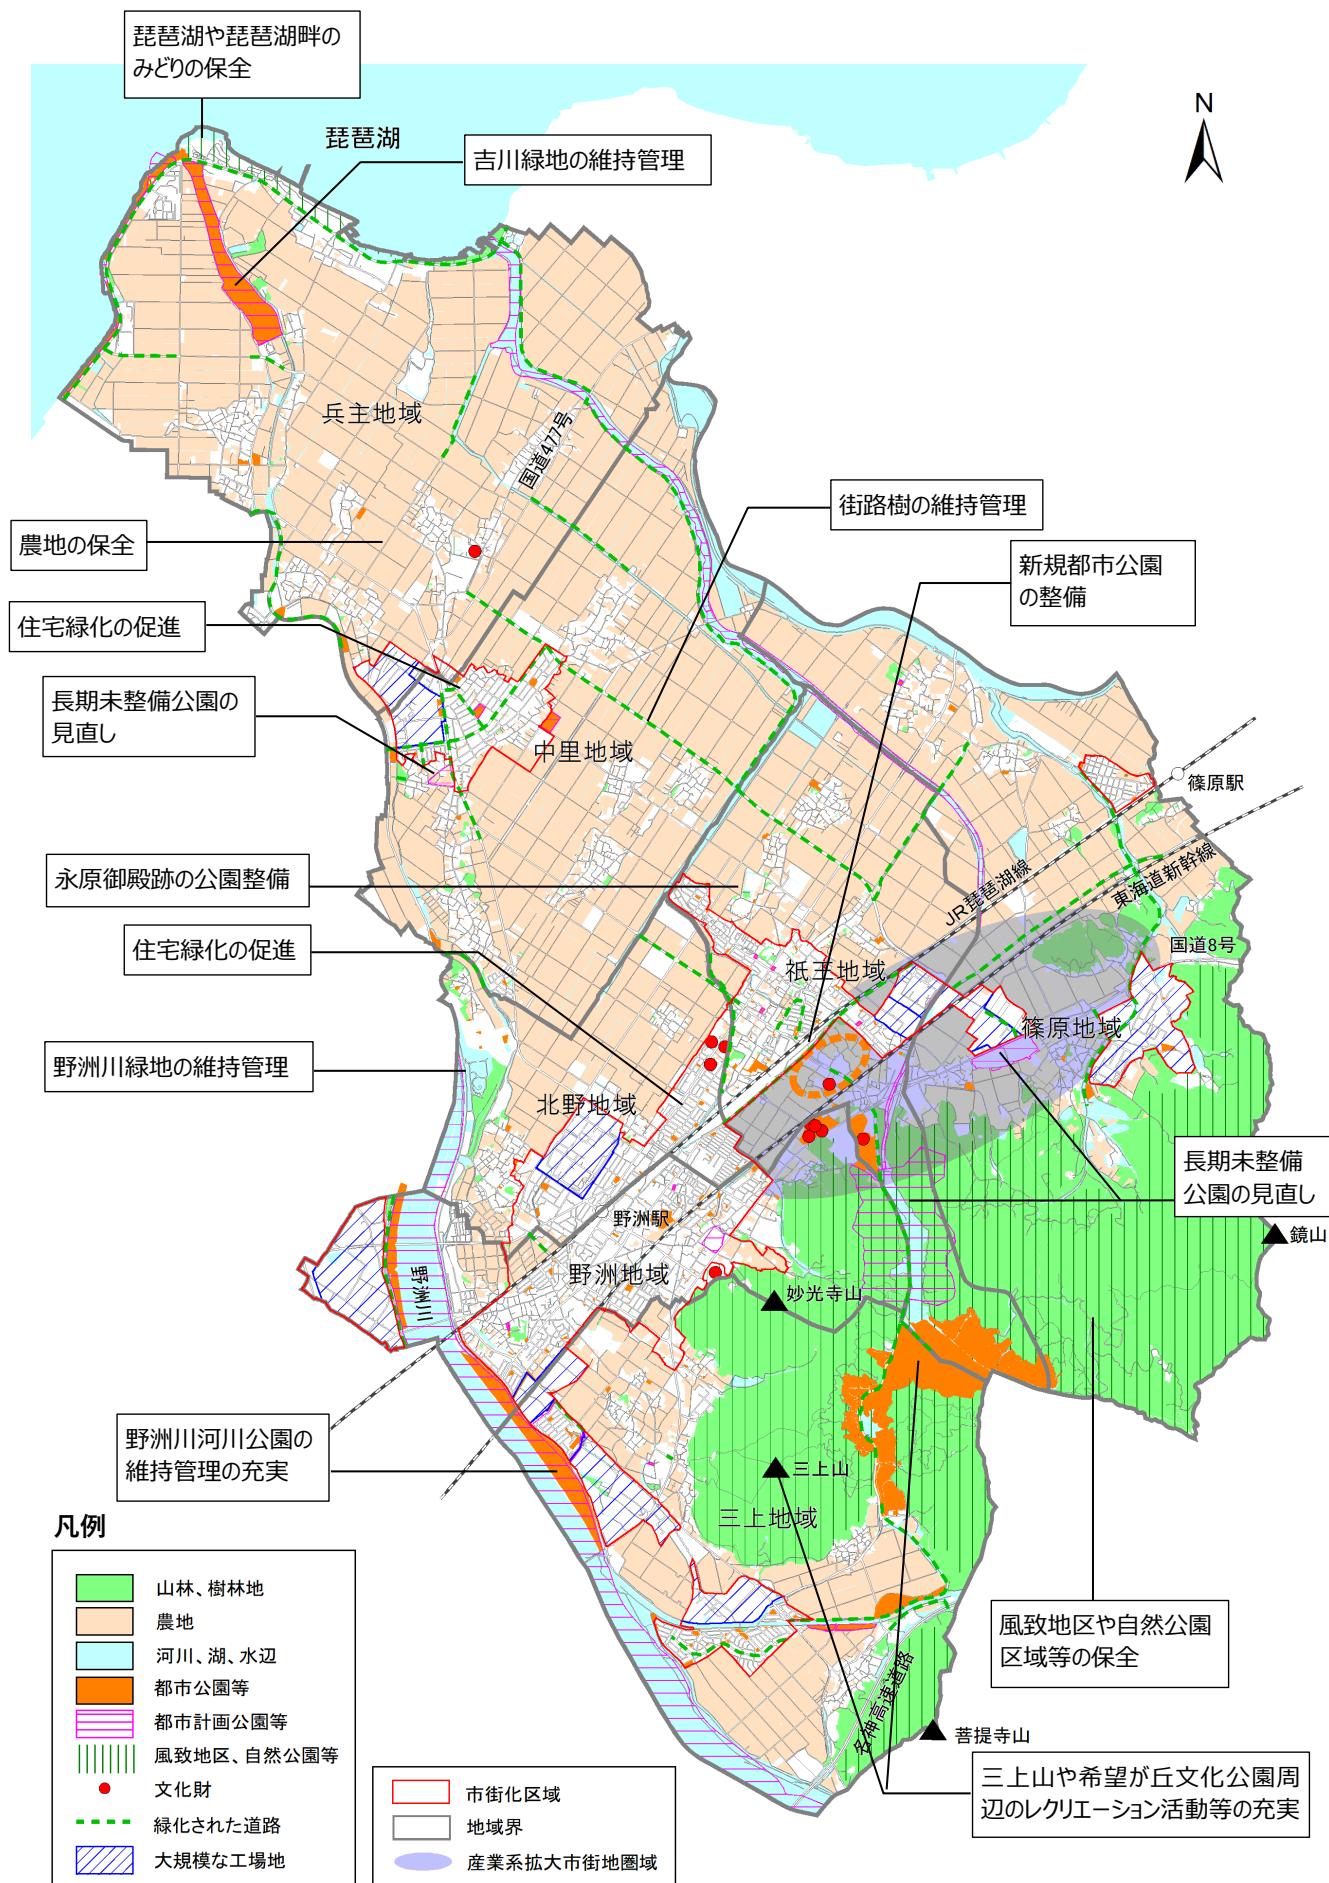 琵琶湖や琵琶湖畔の
みどりの保全
N
琵琶湖
吉川緑地の維持管理
兵主地域
国道477号
街路樹の維持管理
農地の保全
新規都市公園
の整備
住宅緑化の促進
長期未整備公園の
見直し
中里地域
篠原駅
永原御殿跡の公園整備
JR琵琶湖線
東海道新幹線
住宅緑化の促進
国道8号
祇王地域
篠原地域
野洲川緑地の維持管理
北野地域
長期未整備
公園の見直し
野洲駅
鏡山
野洲地域
野洲川
妙光寺山
野洲川河川公園の
維持管理の充実
三上山
三上地域
風致地区や自然公園
区域等の保全
名神高速道路
菩提寺山
三上山や希望が丘文化公園周
辺のレクリエーション活動等の充実
凡例
山林、樹林地
農地
河川、湖、水辺
都市公園等
都市計画公園等
風致地区、自然公園等
文化財
緑化された道路
大規模な工場地
市街化区域
地域界
産業系拡大市街地圏域